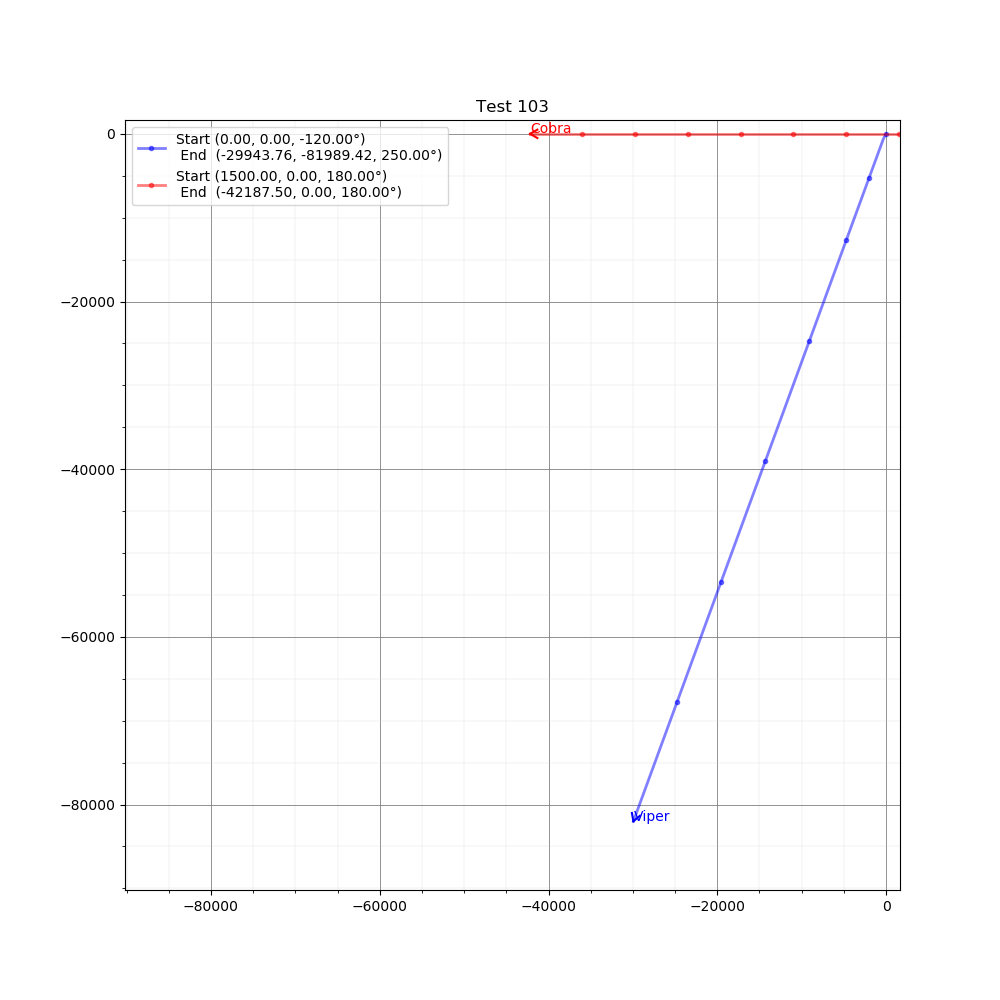 Test 103
Cobra
Start (0.00, 0.00, -120.00°)
End  (-29943.76, -81989.42, 250.00°)
Start (1500.00, 0.00, 180.00°)
End  (-42187.50, 0.00, 180.00°)
0
−20000
−40000
−60000
−80000
Viper
−80000
−60000
−40000
−20000
0